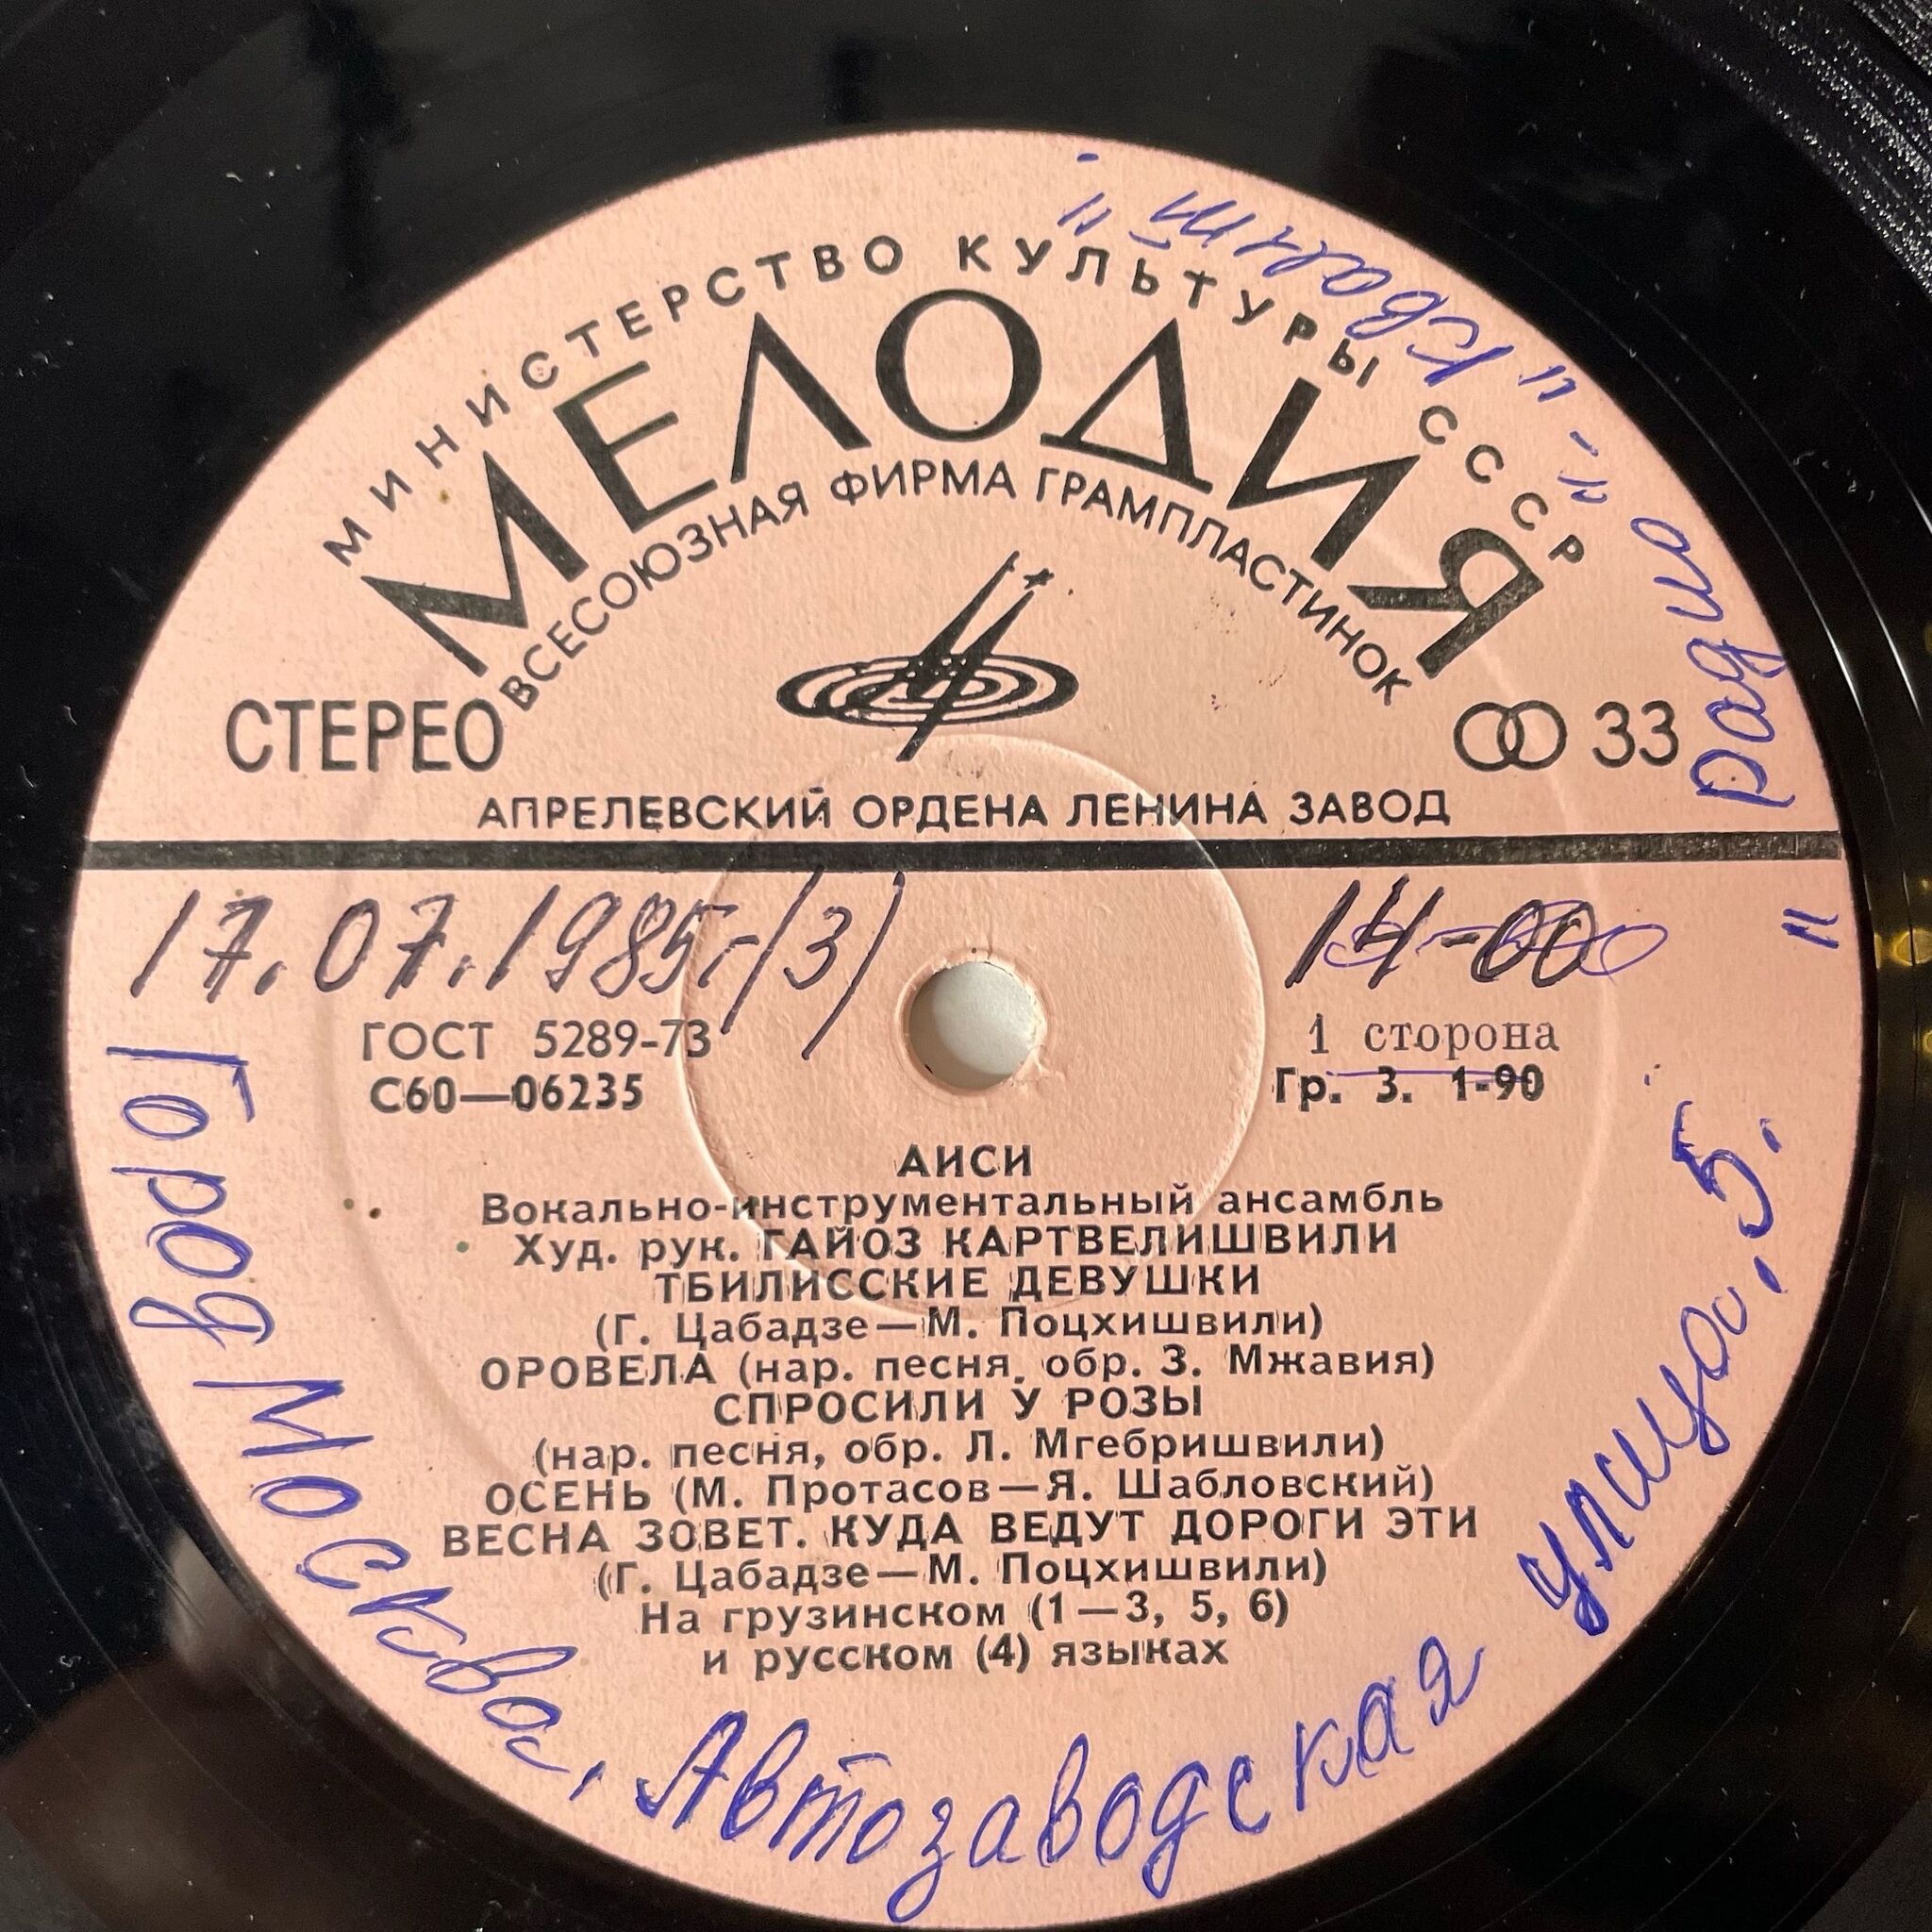 МИНИСТЕРСТВО КУЛЬТУРЫ СССР
МЕЛОДИЯ
ВСЕСОЮЗНАЯ ФИРМА ГРАМПЛАСТИНОК
СТЕРЕО
33
АПРЕЛЕВСКИЙ ОРДЕНА ЛЕНИНА ЗАВОД
17.07.1985г-(3)
14-00
ГОСТ 5289-73
1 сторона
С60—06235
Гр. 3. 1-90
АИСИ
Вокально-инструментальный ансамбль
Худ. рук. ГАЙОЗ КАРТВЕЛИШВИЛИ
ТБИЛИССКИЕ ДЕВУШКИ
(Г. Цабадзе—М. Поцхишвили)
ОРОВЕЛА (нар. песня, обр. З. Мжавия)
СПРОСИЛИ У РОЗЫ
(нар. песня, обр. Л. Мгебришвили)
ОСЕНЬ (М. Протасов—Я. Шабловский)
ВЕСНА ЗОВЕТ. КУДА ВЕДУТ ДОРОГИ ЭТИ
(Г. Цабадзе—М. Поцхишвили)
На грузинском (1—3, 5, 6)
и русском (4) языках
Город Москва, Автозаводская улица, 5.
"радио"-